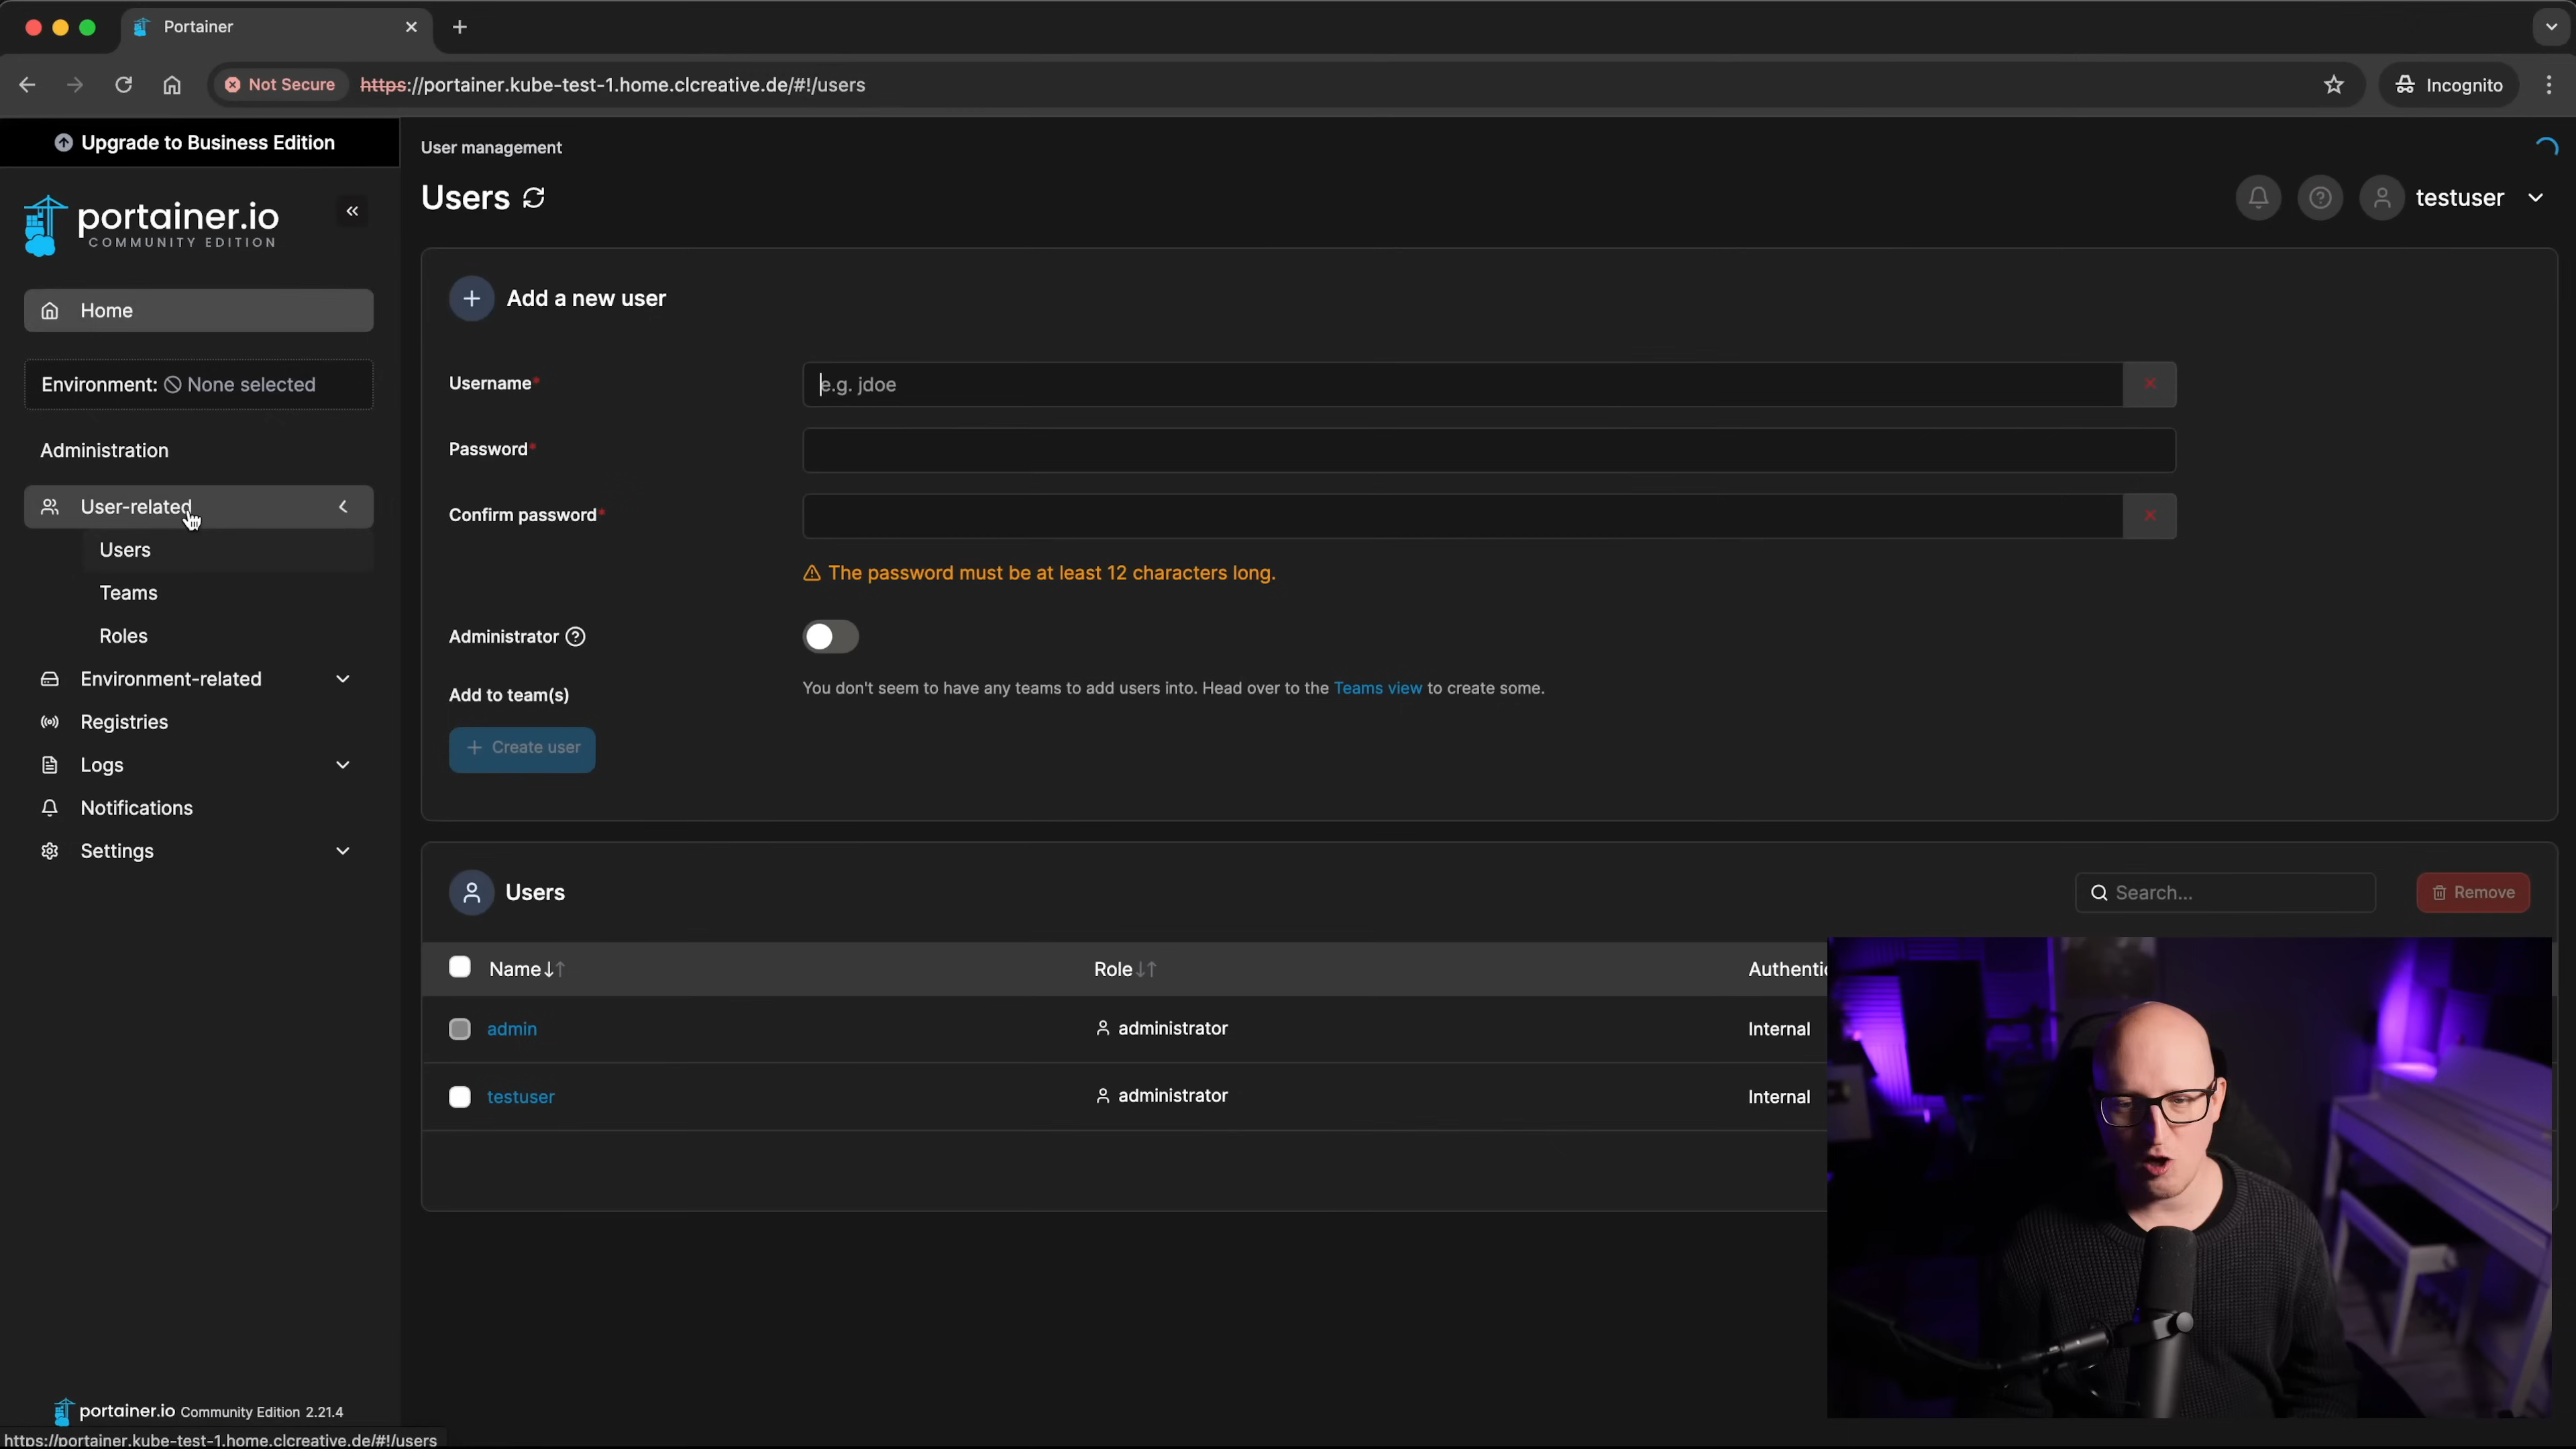 Portainer
Not Secure
https://portainer.kube-test-1.home.clcreative.de/#!/users
Incognito
Upgrade to Business Edition
portainer.io
COMMUNITY EDITION
Home
Environment: None selected
Administration
User-related
Users
Teams
Roles
Environment-related
Registries
Logs
Notifications
Settings
portainer.io Community Edition 2.21.4
https://portainer.kube-test-1.home.clcreative.de/#!/users
User management
Users
testuser
Add a new user
Username*
e.g. jdoe
Password*
Confirm password*
The password must be at least 12 characters long.
Administrator
Add to team(s)
You don't seem to have any teams to add users into. Head over to the Teams view to create some.
+ Create user
Users
Search...
Remove
Name
Role
Authentic
admin
administrator
Internal
testuser
administrator
Internal